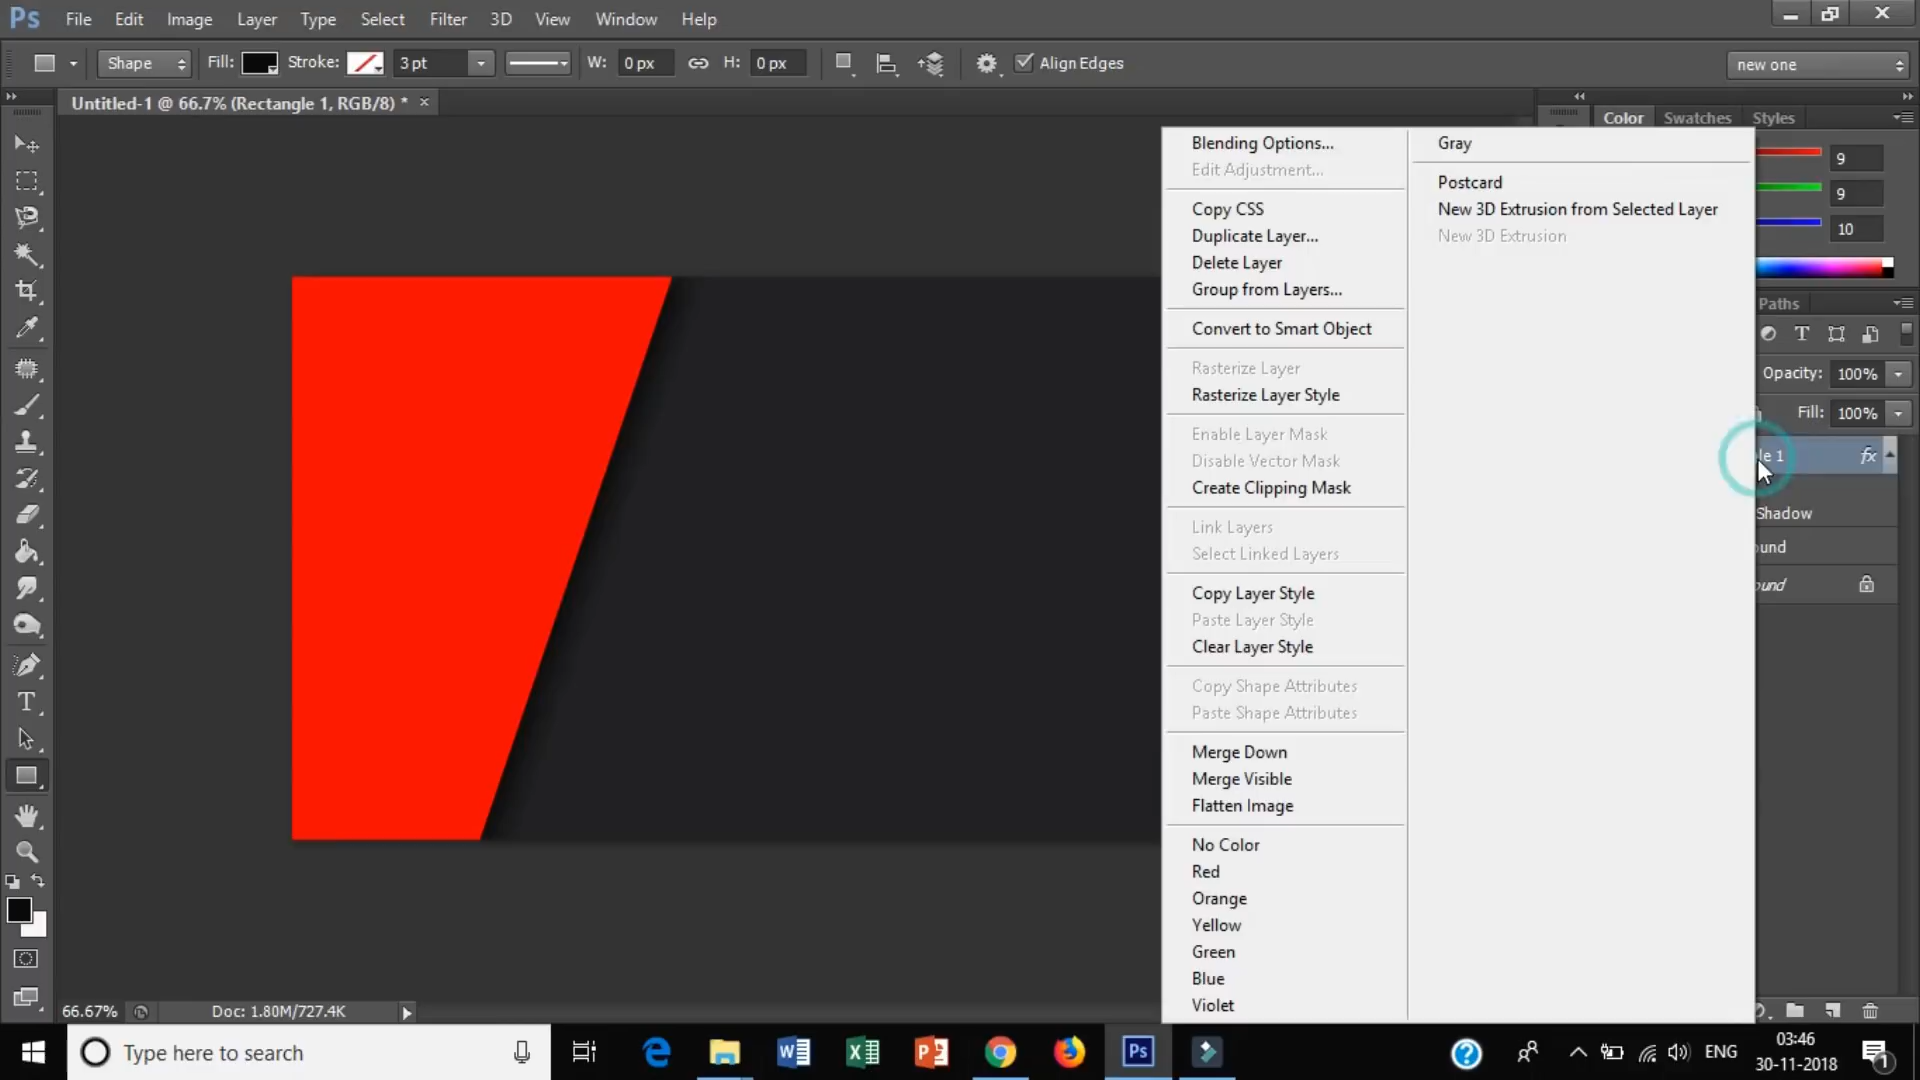 Ps File Edit Image Layer Type Select Filter 3D View Window Help
Shape Fill: Stroke: 3 pt W: 0 px H: 0 px Align Edges new one
Untitled-1 @ 66.7% (Rectangle 1, RGB/8) * ×
Color Swatches Styles
9
9
10
Paths
Opacity: 100%
Fill: 100%
le 1 fx
Shadow
ound
ound
Blending Options...
Edit Adjustment...
Copy CSS
Duplicate Layer...
Delete Layer
Group from Layers...
Convert to Smart Object
Rasterize Layer
Rasterize Layer Style
Enable Layer Mask
Disable Vector Mask
Create Clipping Mask
Link Layers
Select Linked Layers
Copy Layer Style
Paste Layer Style
Clear Layer Style
Copy Shape Attributes
Paste Shape Attributes
Merge Down
Merge Visible
Flatten Image
No Color
Red
Orange
Yellow
Green
Blue
Violet
Gray
Postcard
New 3D Extrusion from Selected Layer
New 3D Extrusion
66.67% Doc: 1.80M/727.4K
Type here to search
Ps
ENG
03:46
30-11-2018
1